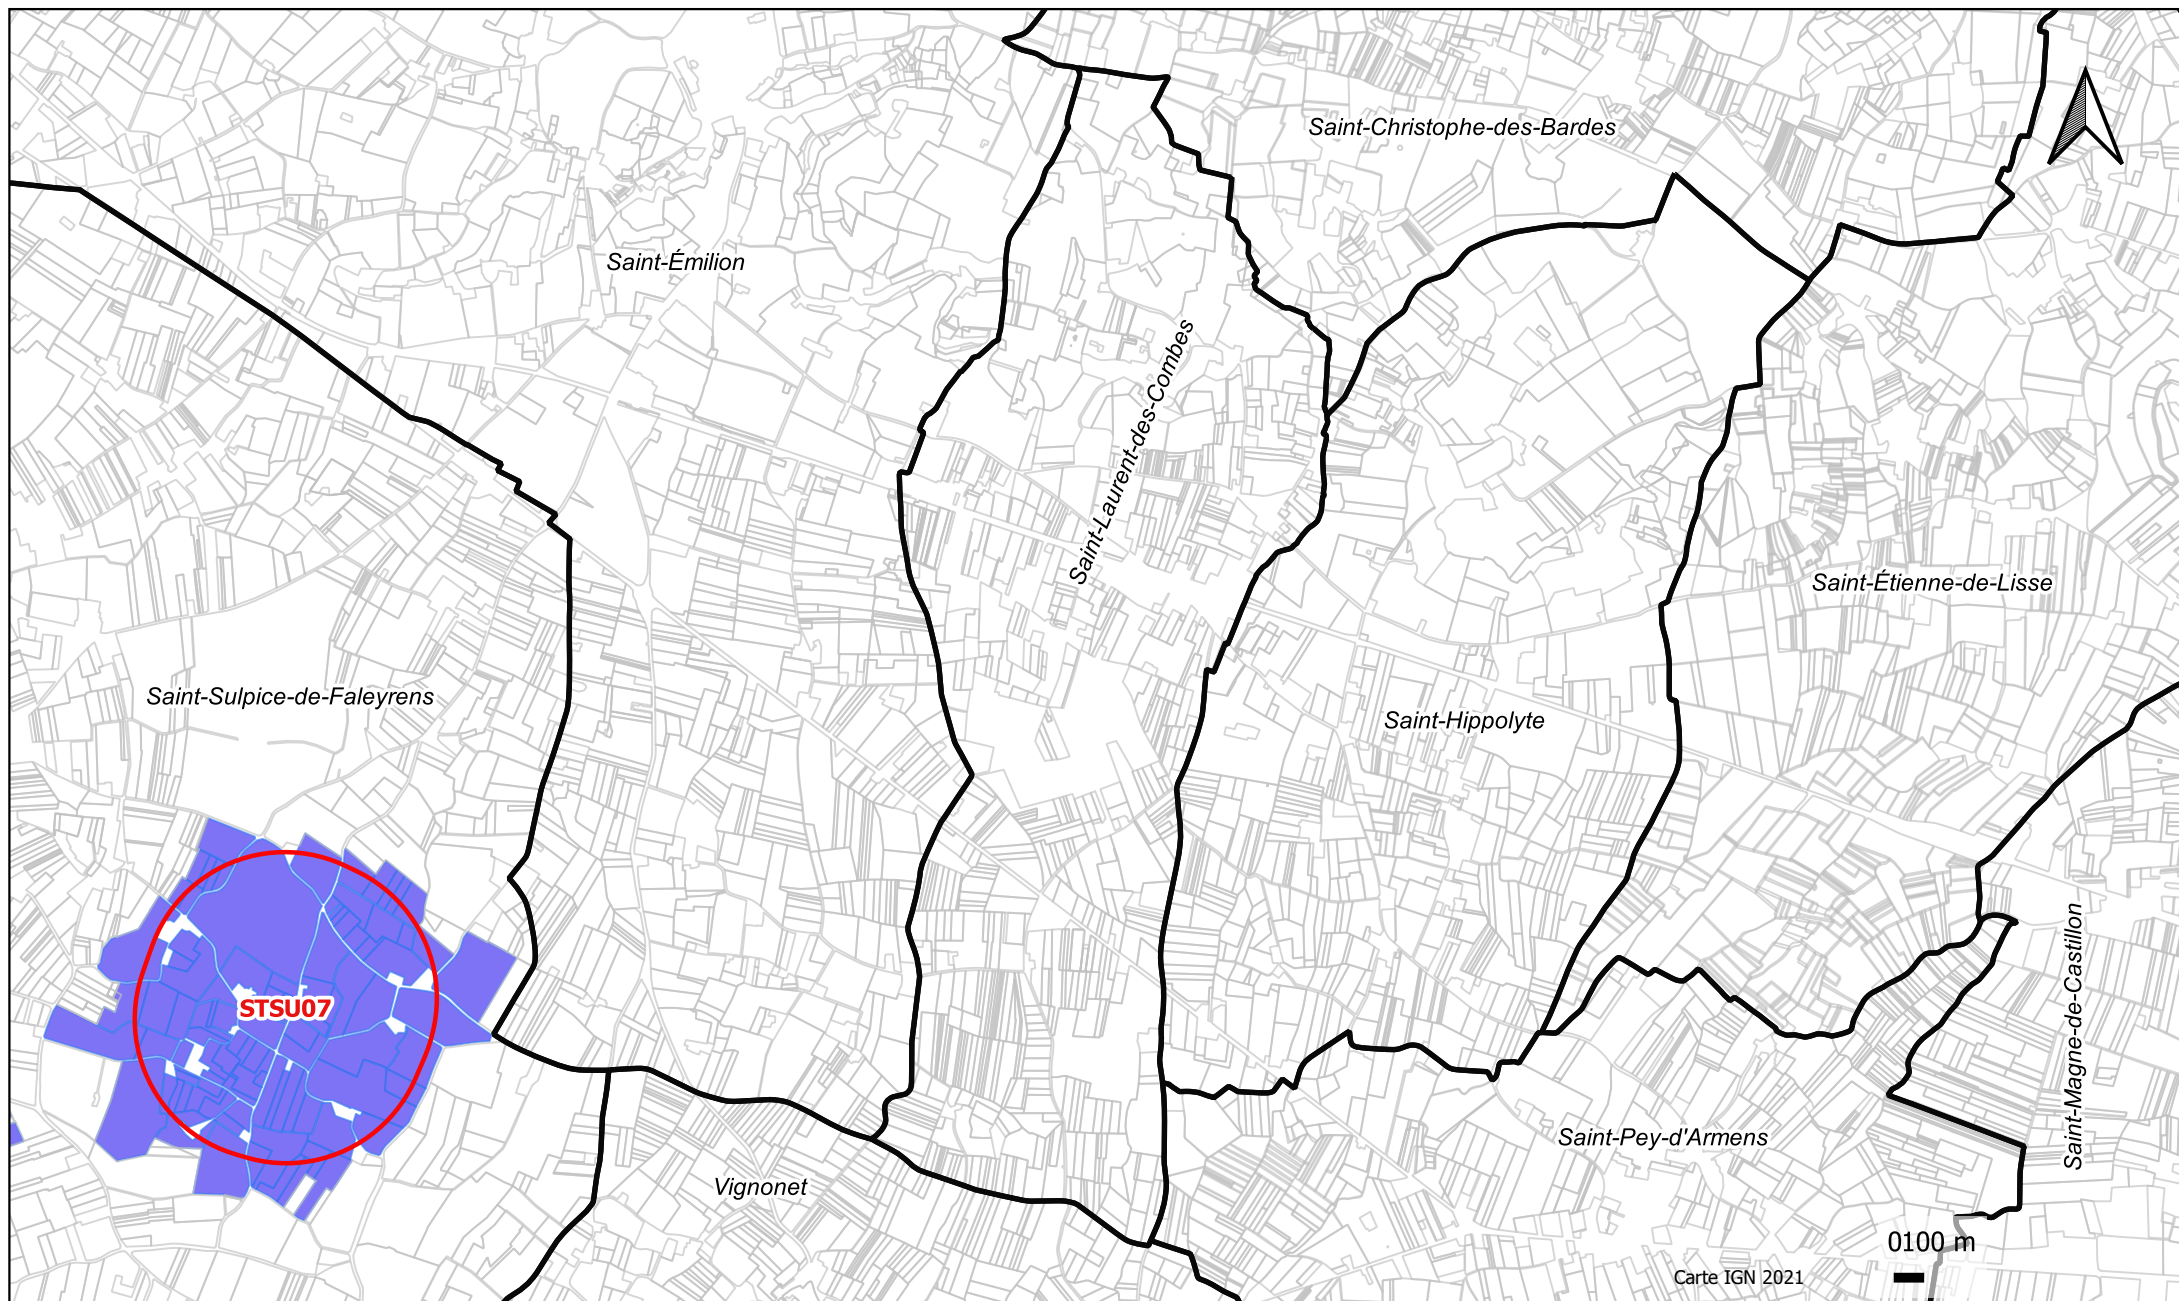 Saint-Christophe-des-Bardes
Saint-Émilion
Saint-Laurent-des-Combes
Saint-Étienne-de-Lisse
Saint-Sulpice-de-Faleyrens
Saint-Hippolyte
STSU07
Saint-Magne-de-Castillon
Saint-Pey-d'Armens
Vignonet
0100 m
Carte IGN 2021